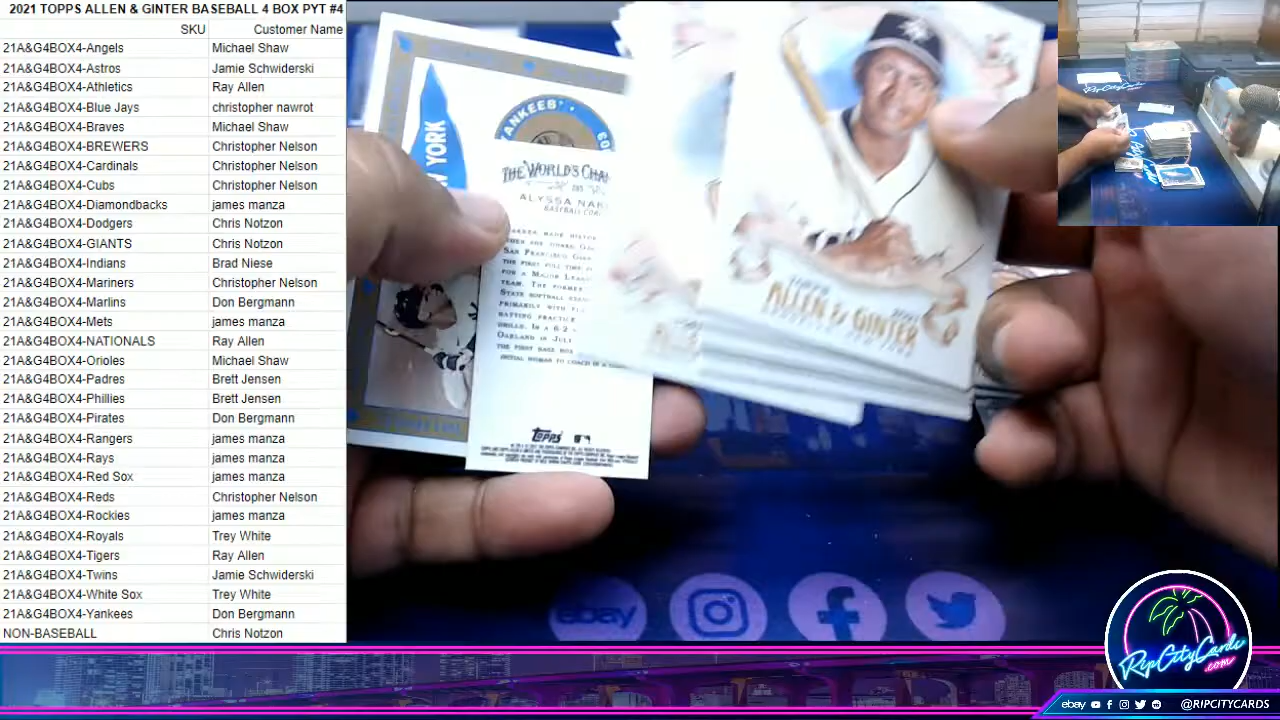 2021 TOPPS ALLEN & GINTER BASEBALL 4 BOX PYT #4
SKU Customer Name
21A&G4BOX4-Angels Michael Shaw
21A&G4BOX4-Astros Jamie Schwiderski
21A&G4BOX4-Athletics Ray Allen
21A&G4BOX4-Blue Jays christopher nawrot
21A&G4BOX4-Braves Michael Shaw
21A&G4BOX4-BREWERS Christopher Nelson
21A&G4BOX4-Cardinals Christopher Nelson
21A&G4BOX4-Cubs Christopher Nelson
21A&G4BOX4-Diamondbacks james manza
21A&G4BOX4-Dodgers Chris Notzon
21A&G4BOX4-GIANTS Chris Notzon
21A&G4BOX4-Indians Brad Niese
21A&G4BOX4-Mariners Christopher Nelson
21A&G4BOX4-Marlins Don Bergmann
21A&G4BOX4-Mets james manza
21A&G4BOX4-NATIONALS Ray Allen
21A&G4BOX4-Orioles Michael Shaw
21A&G4BOX4-Padres Brett Jensen
21A&G4BOX4-Phillies Brett Jensen
21A&G4BOX4-Pirates Don Bergmann
21A&G4BOX4-Rangers james manza
21A&G4BOX4-Rays james manza
21A&G4BOX4-Red Sox james manza
21A&G4BOX4-Reds Christopher Nelson
21A&G4BOX4-Rockies james manza
21A&G4BOX4-Royals Trey White
21A&G4BOX4-Tigers Ray Allen
21A&G4BOX4-Twins Jamie Schwiderski
21A&G4BOX4-White Sox Trey White
21A&G4BOX4-Yankees Don Bergmann
NON-BASEBALL Chris Notzon
YORK
YANKEES
THE WORLD'S CHA
ALYSSA NA
BASEBALL
SAN FRANCISCO
TOPPS
GINTER
ebay
RipCityCards
.com
ebay @RIPCITYCARDS